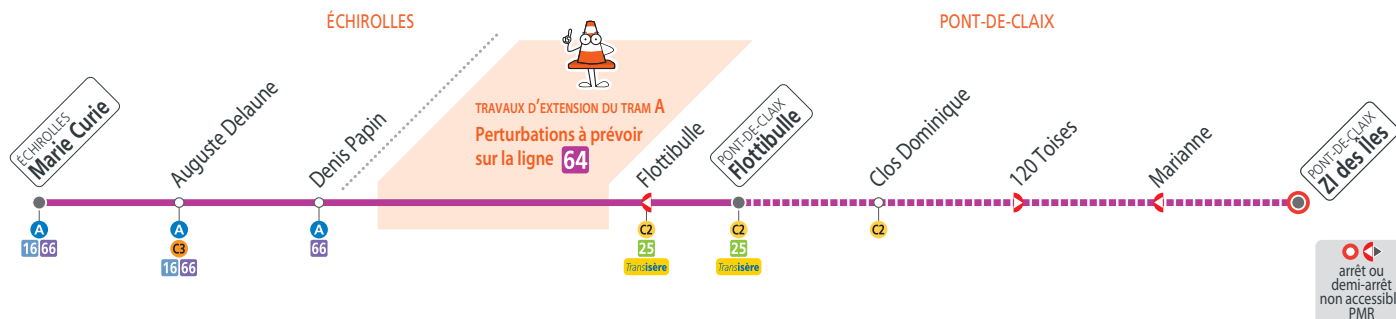 ÉCHIROLLES
PONT-DE-CLAIX
TRAVAUX D'EXTENSION DU TRAM A
Perturbations à prévoir
sur la ligne 64
ÉCHIROLLES
Marie Curie
Auguste Delaune
Denis Papin
Flottibulle
PONT-DE-CLAIX
Flottibulle
Clos Dominique
120 Toises
Marianne
PONT-DE-CLAIX
ZI des Îles
A
16 66
A
C3
16 66
A
66
C2
25
Transisère
C2
25
Transisère
C2
arrêt ou
demi-arrêt
non accessibl
PMR